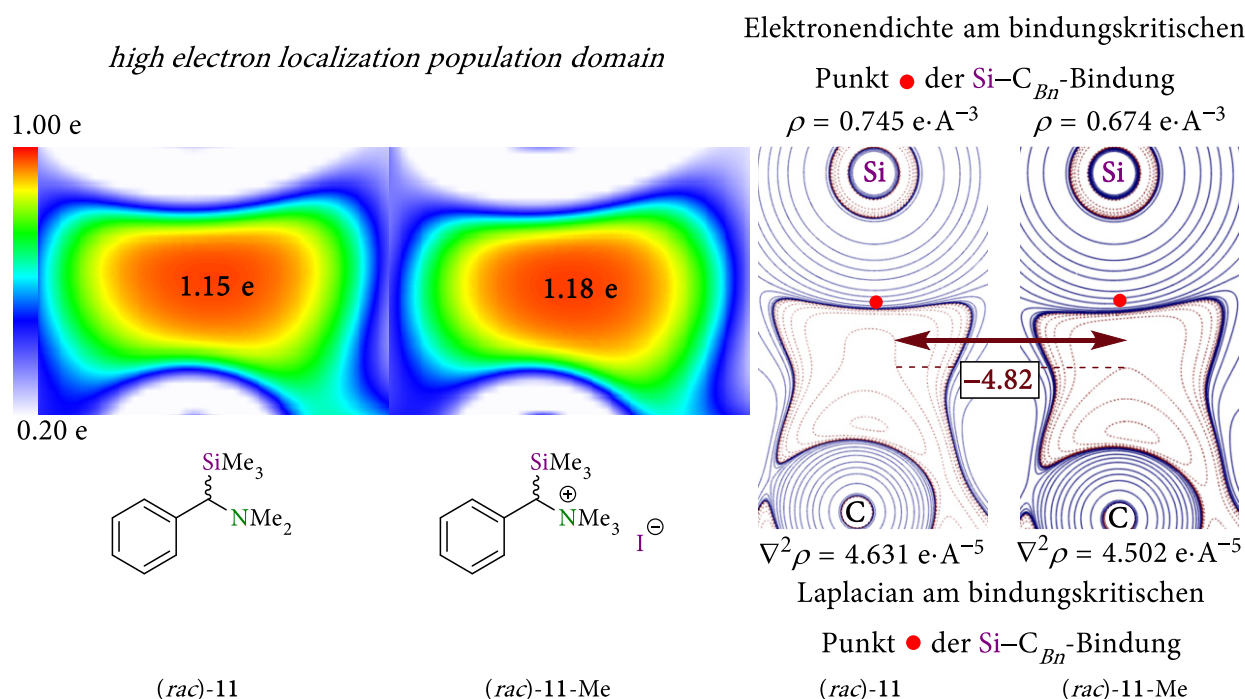 high electron localization population domain
1.00 e
0.20 e
1.15 e
1.18 e
SiMe₃
NMe₂
SiMe₃
⊕
NMe₃
I⊖
(rac)-11
(rac)-11-Me
Elektronendichte am bindungskritischen
Punkt ● der Si–C_Bn-Bindung
ρ = 0.745 e·A⁻³
ρ = 0.674 e·A⁻³
Si
Si
−4.82
C
C
∇²ρ = 4.631 e·A⁻⁵
∇²ρ = 4.502 e·A⁻⁵
Laplacian am bindungskritischen
Punkt ● der Si–C_Bn-Bindung
(rac)-11
(rac)-11-Me